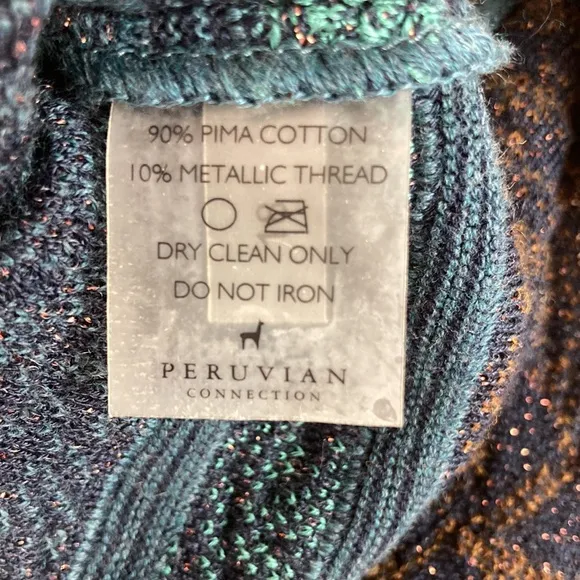 90% PIMA COTTON
10% METALLIC THREAD
DRY CLEAN ONLY
DO NOT IRON
PERUVIAN
CONNECTION